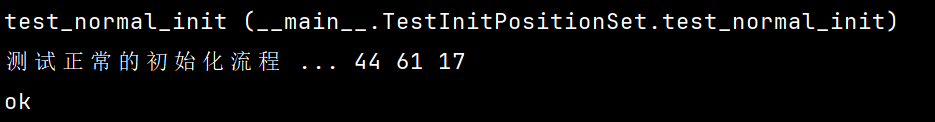 test_normal_init (__main__.TestInitPositionSet.test_normal_init)
测试正常的初始化流程 ... 44 61 17
ok